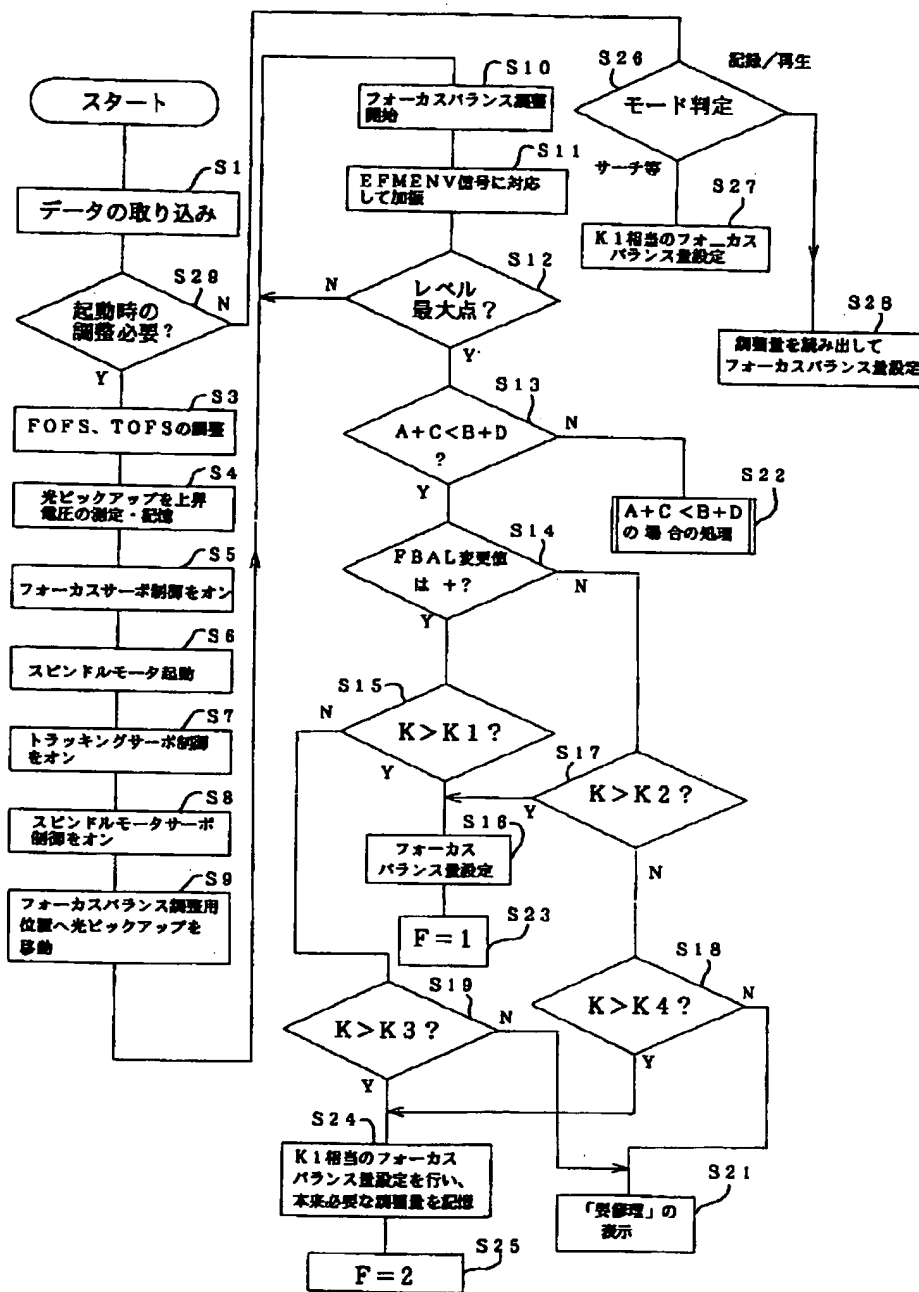 スタート
S1
データの取り込み
S29
起動時の
調整必要?
N
Y
S3
FOFS、TOFSの調整
S4
光ピックアップを上昇
電圧の測定・記憶
S5
フォーカスサーボ制御をオン
S6
スピンドルモータ起動
S7
トラッキングサーボ制御
をオン
S8
スピンドルモータサーボ
制御をオン
S9
フォーカスバランス調整用
位置へ光ピックアップを
移動
S10
フォーカスバランス調整
開始
S11
EFMENV信号に対応
して加振
S12
レベル
最大点?
N
Y
S13
A+C<B+D
?
N
Y
S22
A+C<B+D
の場合の処理
S14
FBAL変更値
は +?
N
Y
S15
K>K1?
N
Y
S16
フォーカス
バランス量設定
S23
F=1
S17
K>K2?
Y
N
S18
K>K4?
N
Y
S19
K>K3?
N
Y
S24
K1相当のフォーカス
バランス量設定を行い、
本来必要な調整量を記憶
S25
F=2
S21
「要修理」の
表示
S26
記録/再生
モード判定
サーチ等
S27
K1相当のフォーカス
バランス量設定
S28
調整量を読み出して
フォーカスバランス量設定